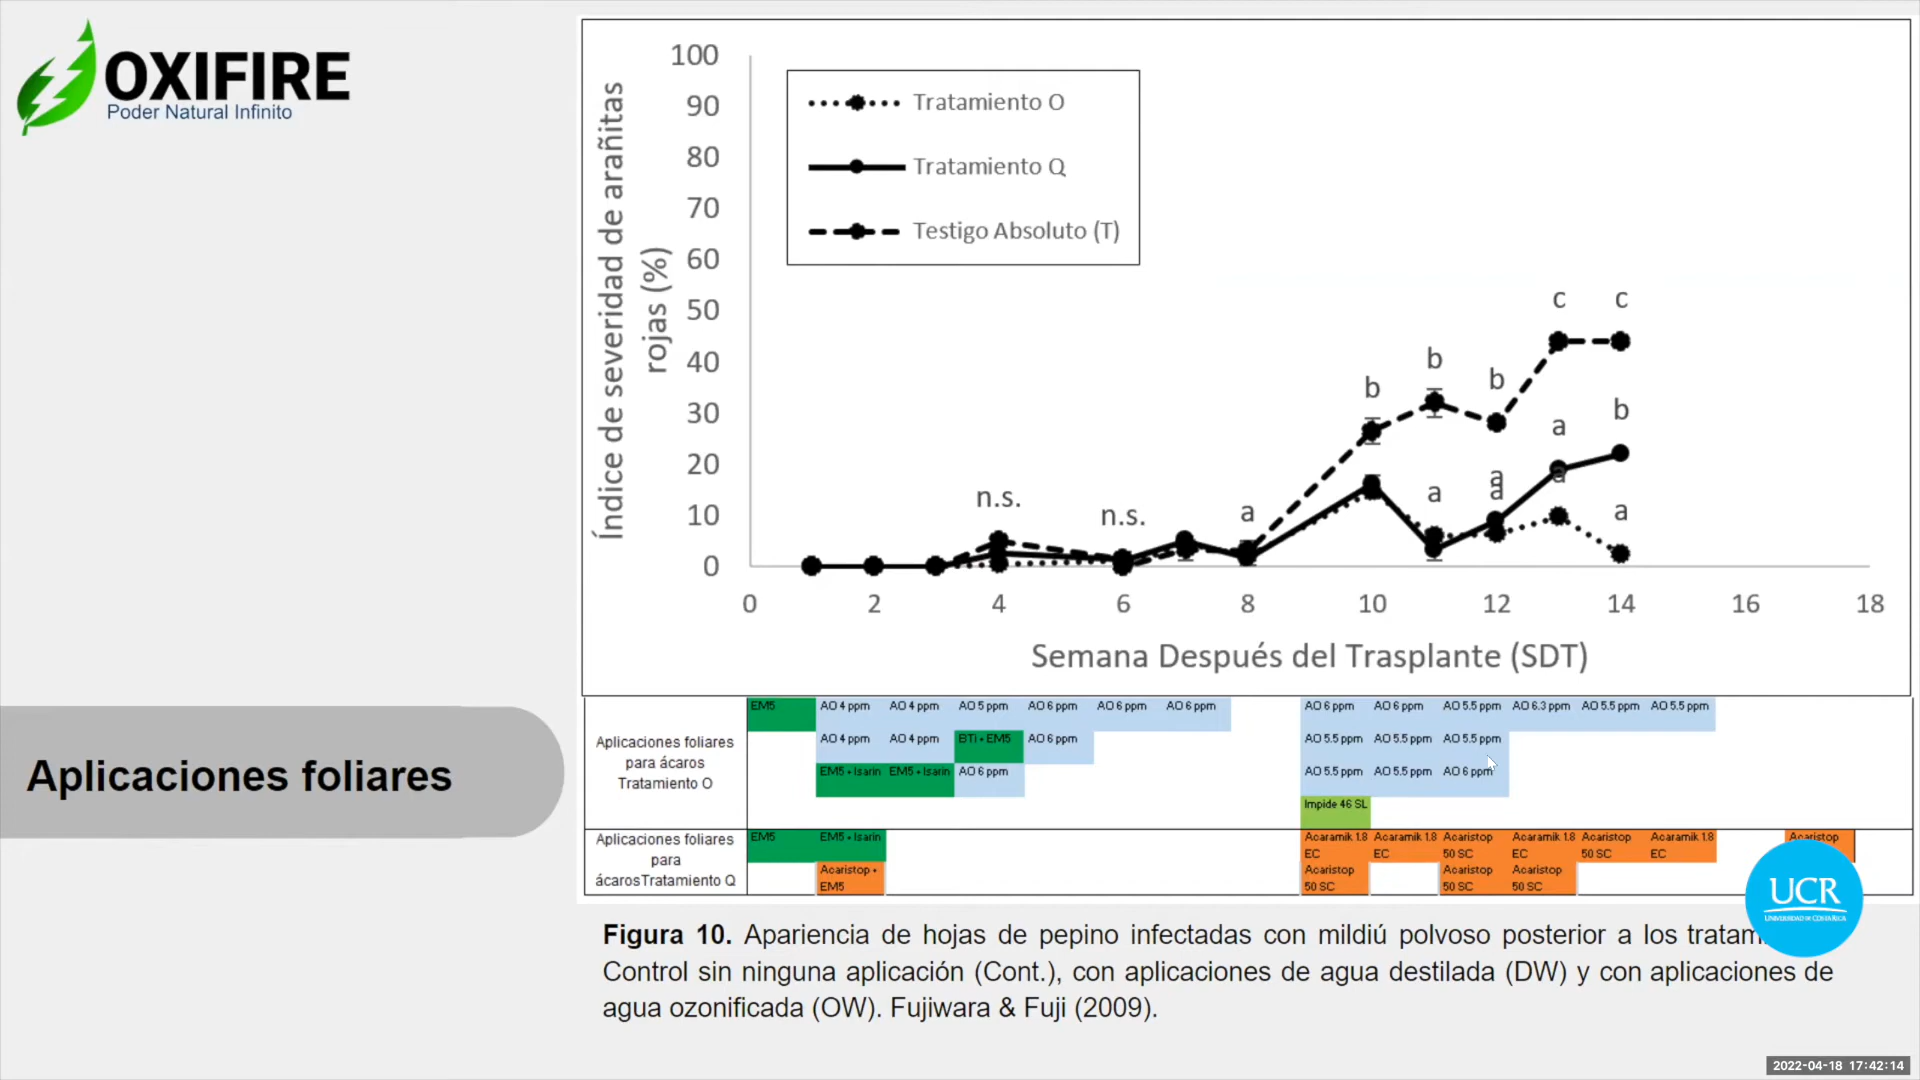 OXIFIRE
Poder Natural Infinito
Aplicaciones foliares
Índice de severidad de arañitas
rojas (%)
100
90
80
70
60
50
40
30
20
10
0
Tratamiento O
Tratamiento Q
Testigo Absoluto (T)
c c
b
b b
a b
n.s.
n.s.
a
a
a
a
a
a
0 2 4 6 8 10 12 14 16 18
Semana Después del Trasplante (SDT)
Aplicaciones foliares
para ácaros
Tratamiento O
EM5 AO 4 ppm AO 4 ppm AO 5 ppm AO 6 ppm AO 6 ppm AO 6 ppm AO 6 ppm AO 6 ppm AO 5.5 ppm AO 6.3 ppm AO 5.5 ppm AO 5.5 ppm
AO 4 ppm AO 4 ppm BTi + EM5 AO 6 ppm AO 5.5 ppm AO 5.5 ppm AO 5.5 ppm
EM5 + Isarin EM5 + Isarin AO 6 ppm AO 5.5 ppm AO 5.5 ppm AO 6 ppm
Impide 46 SL
Aplicaciones foliares
para
ácarosTratamiento Q
EM5 EM5 + Isarin Acaramik 1.8 Acaramik 1.8 Acaristop Acaramik 1.8 Acaristop Acaramik 1.8 Acaristop
EC EC 50 SC EC 50 SC EC
Acaristop + Acaristop Acaristop Acaristop
EM5 50 SC 50 SC 50 SC
UCR
UNIVERSIDAD DE COSTA RICA
Figura 10. Apariencia de hojas de pepino infectadas con mildiú polvoso posterior a los
Control sin ninguna aplicación (Cont.), con aplicaciones de agua destilada (DW) y con aplicaciones de
agua ozonificada (OW). Fujiwara & Fuji (2009).
2022-04-18 17:42:14